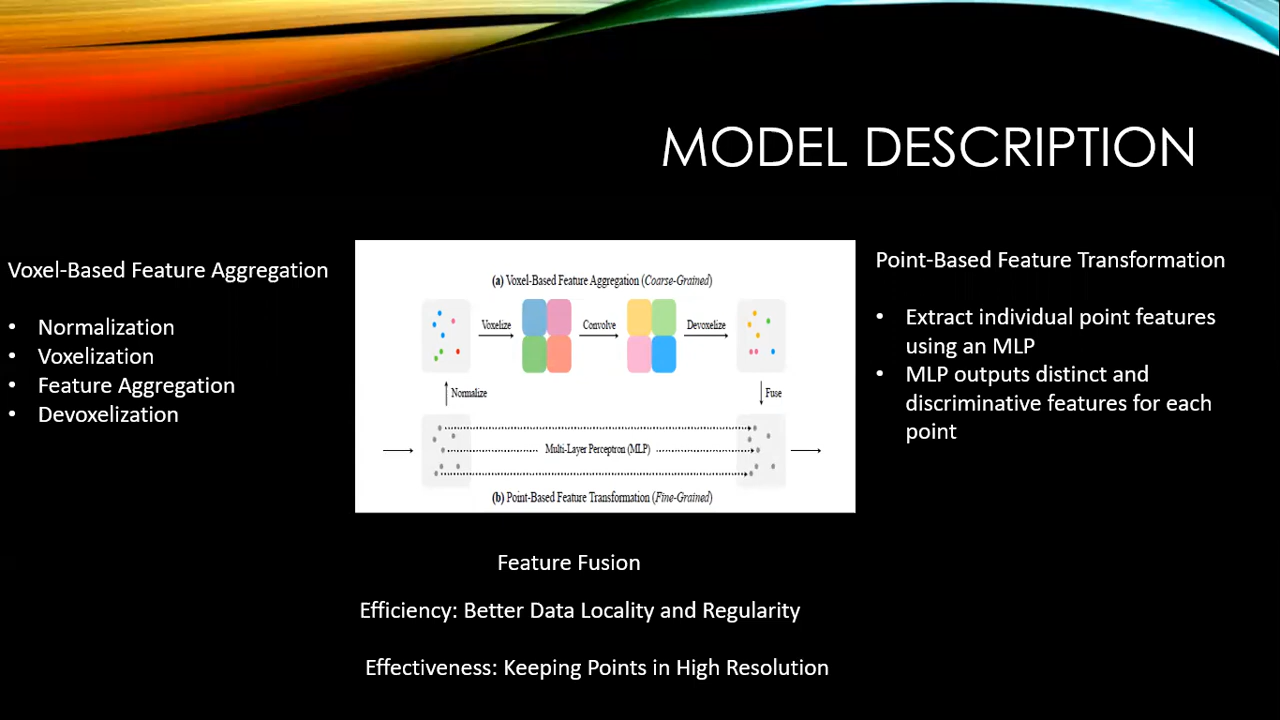 MODEL DESCRIPTION
Voxel-Based Feature Aggregation
• Normalization
• Voxelization
• Feature Aggregation
• Devoxelization
(a) Voxel-Based Feature Aggregation (Coarse-Grained)
Voxelize
Convolve
Devoxelize
Normalize
Fuse
Multi-Layer Perceptron (MLP)
(b) Point-Based Feature Transformation (Fine-Grained)
Point-Based Feature Transformation
• Extract individual point features
using an MLP
• MLP outputs distinct and
discriminative features for each
point
Feature Fusion
Efficiency: Better Data Locality and Regularity
Effectiveness: Keeping Points in High Resolution